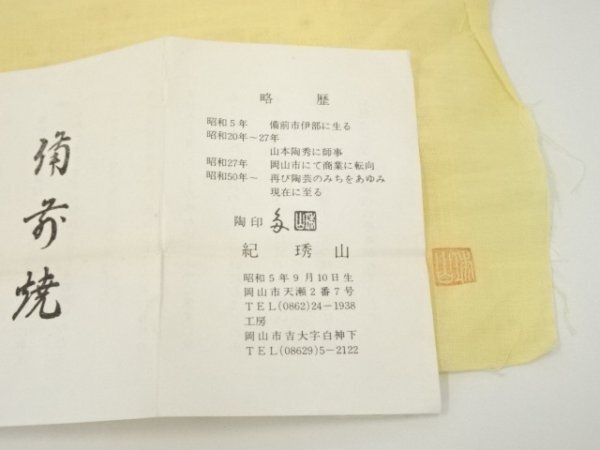 略歴
昭和5年 備前市伊部に生る
昭和20年～27年
山本陶秀に師事
昭和27年 岡山市にて商業に転向
昭和50年～ 再び陶芸のみちをあゆみ
現在に至る
陶印
紀琇山
昭和5年9月10日生
岡山市天瀬2番7号
TEL(0862)24-1938
工房
岡山市吉大字白神下
TEL(08629)5-2122
備前焼